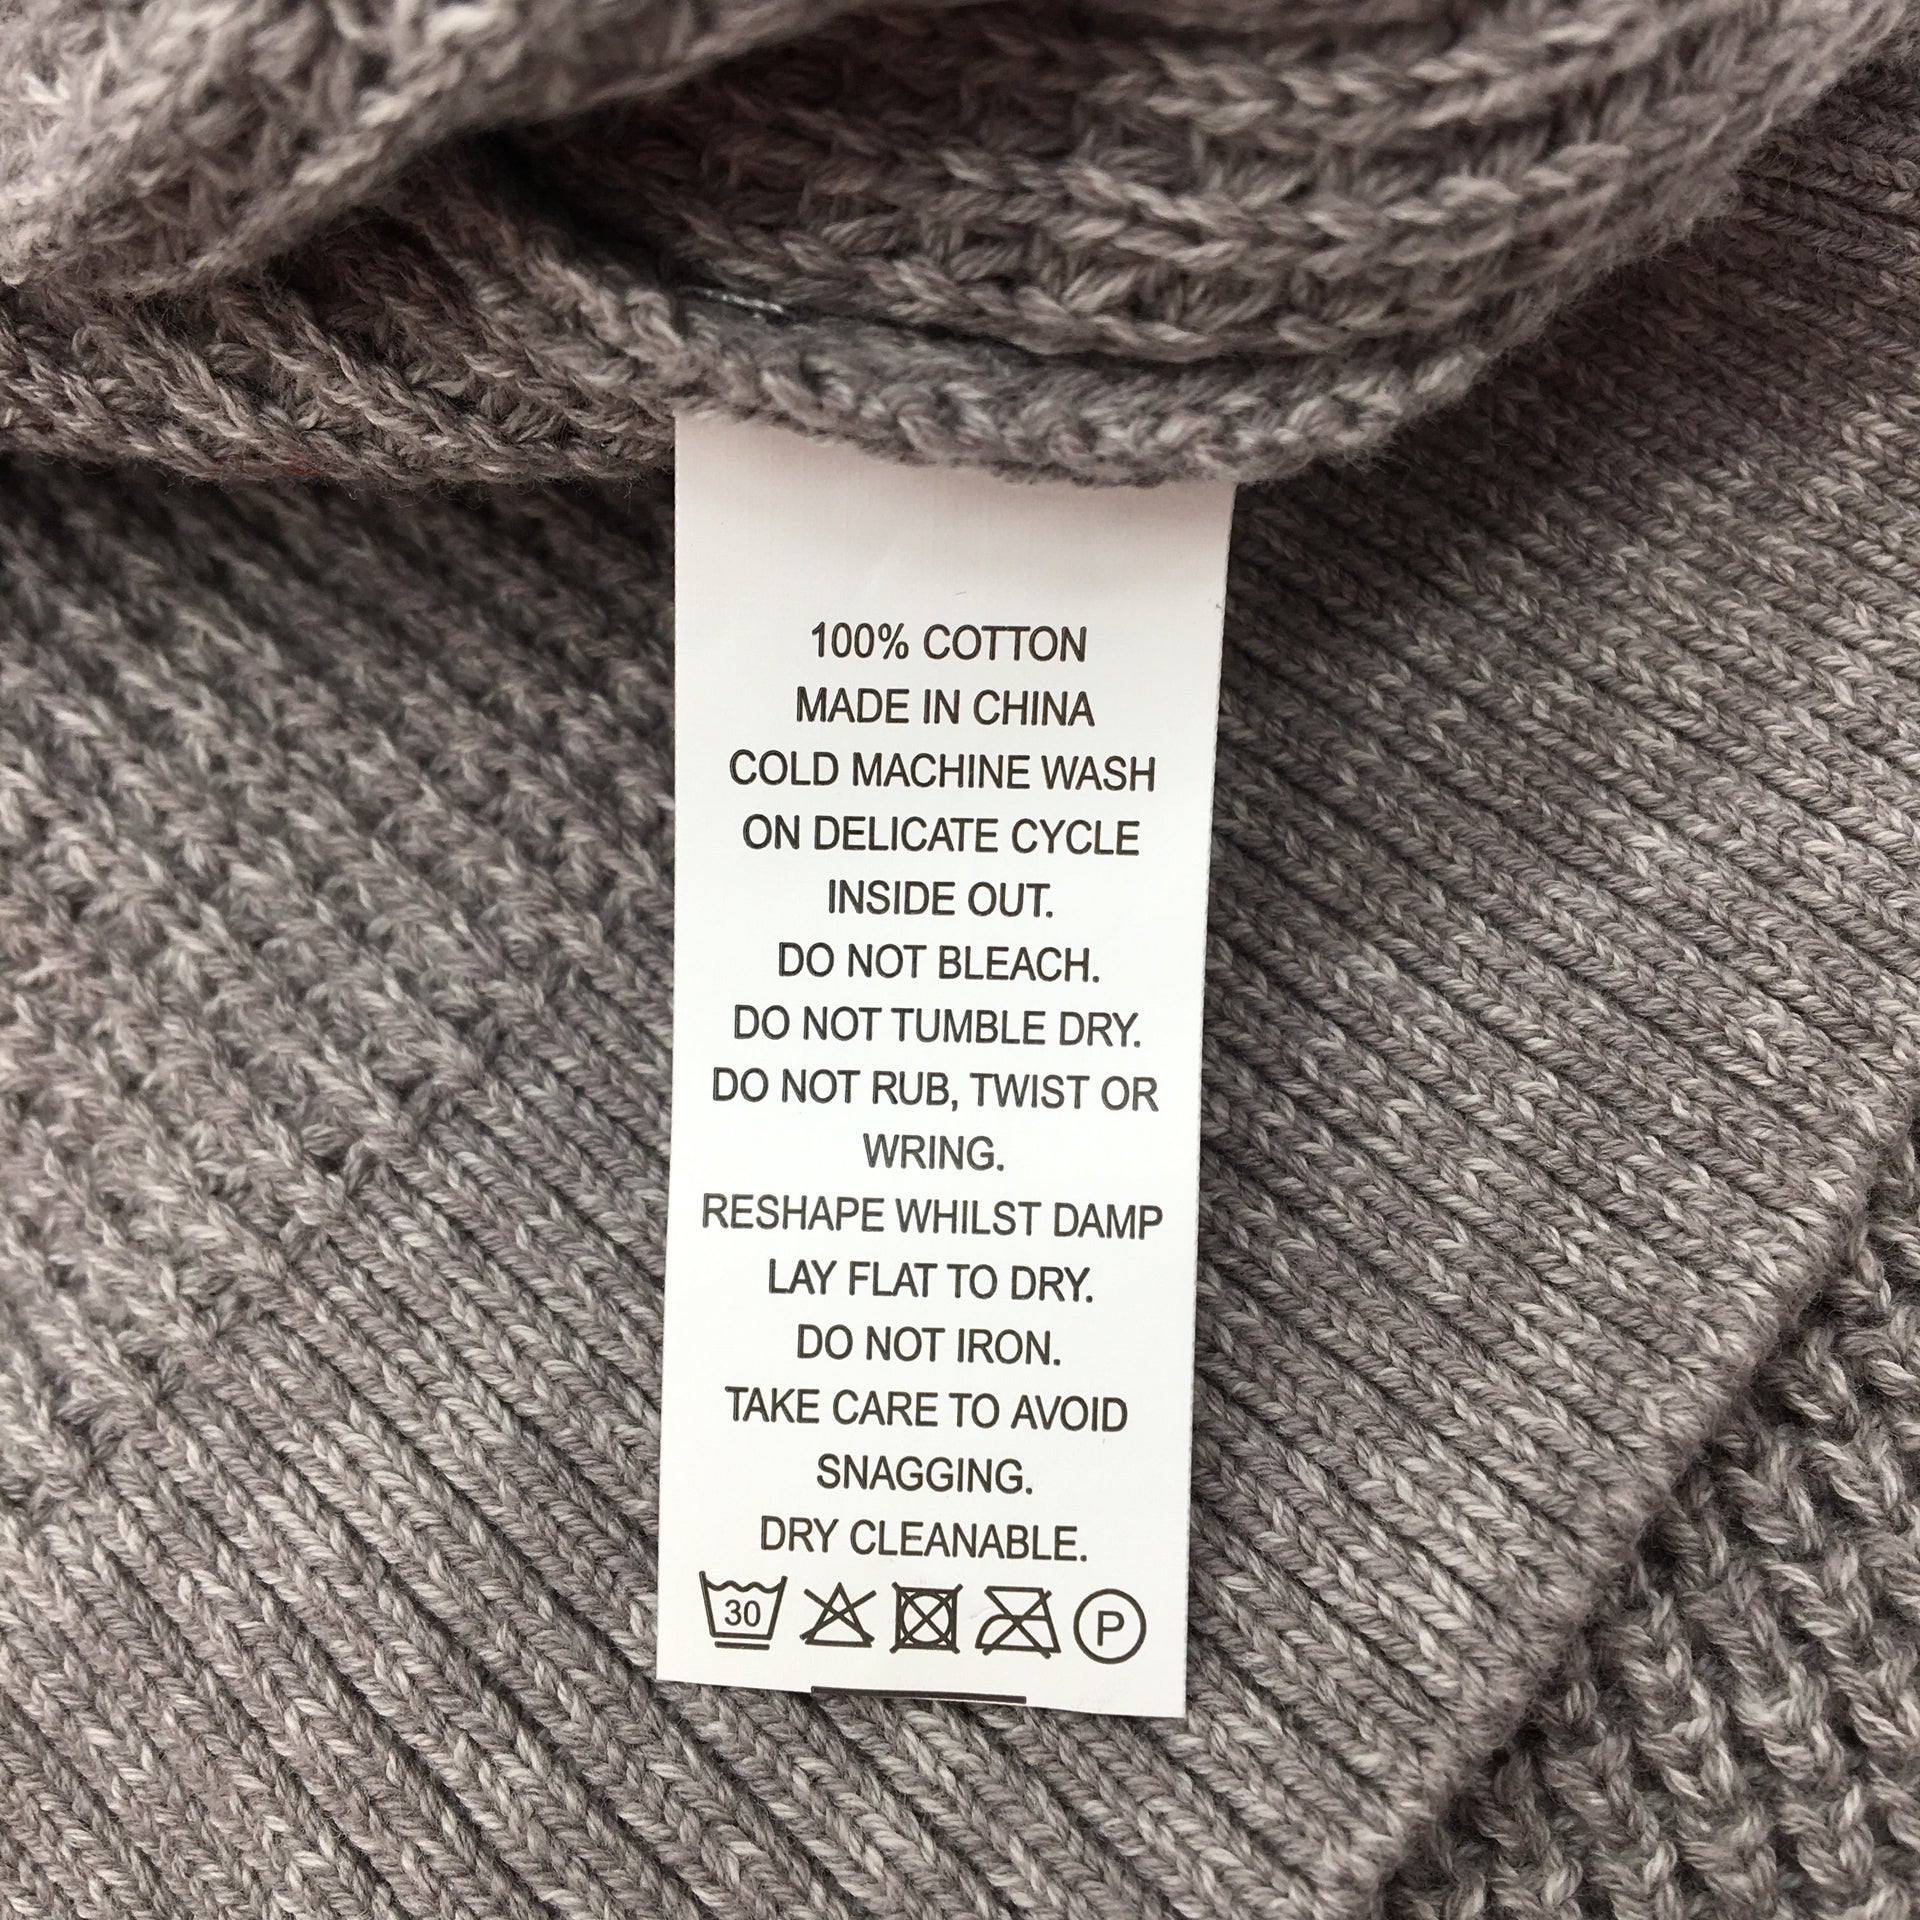 100% COTTON
MADE IN CHINA
COLD MACHINE WASH
ON DELICATE CYCLE
INSIDE OUT.
DO NOT BLEACH.
DO NOT TUMBLE DRY.
DO NOT RUB, TWIST OR
WRING.
RESHAPE WHILST DAMP
LAY FLAT TO DRY.
DO NOT IRON.
TAKE CARE TO AVOID
SNAGGING.
DRY CLEANABLE.
30 P